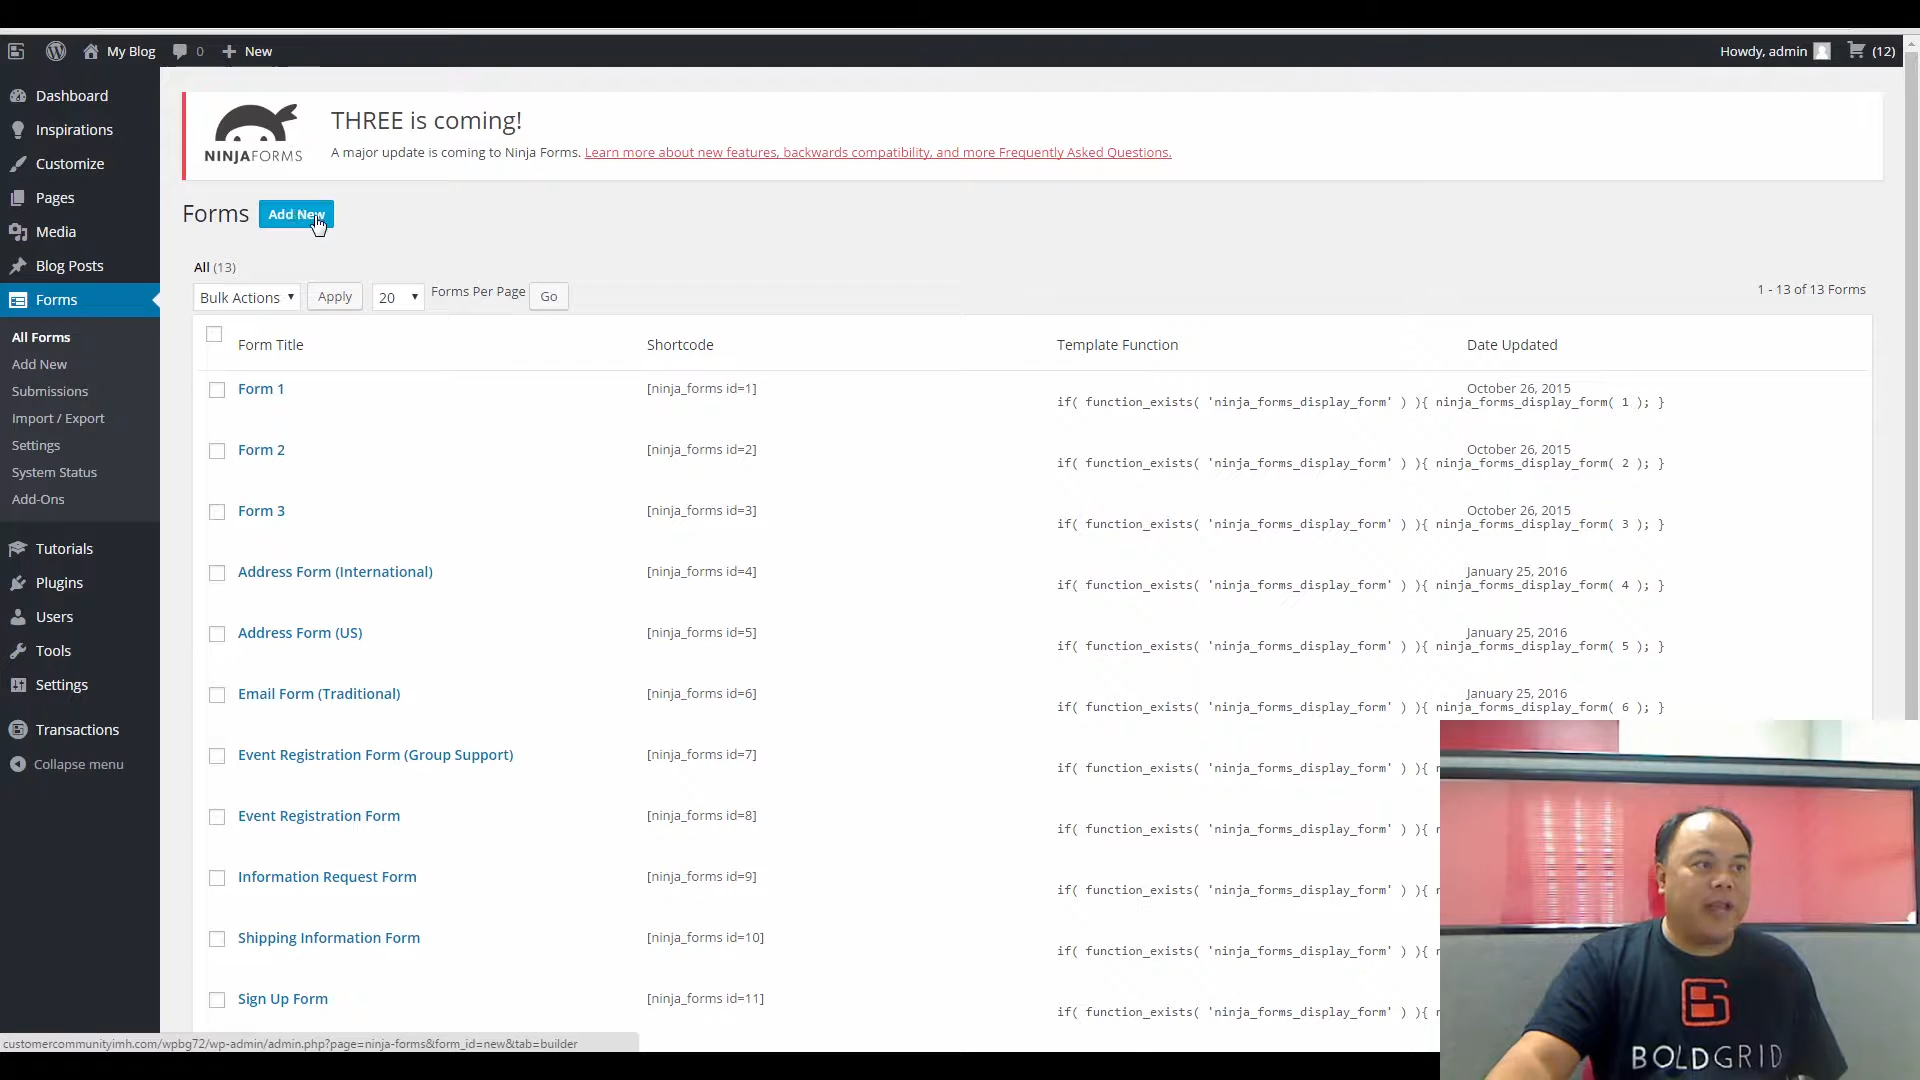 My Blog 0 New Howdy, admin (12)
Dashboard
Inspirations
Customize
Pages
Media
Blog Posts
Forms
All Forms
Add New
Submissions
Import / Export
Settings
System Status
Add-Ons
Tutorials
Plugins
Users
Tools
Settings
Transactions
Collapse menu
NINJAFORMS
THREE is coming!
A major update is coming to Ninja Forms. Learn more about new features, backwards compatibility, and more Frequently Asked Questions.
Forms Add New
All (13)
Bulk Actions Apply 20 Forms Per Page Go 1 - 13 of 13 Forms
Form Title Shortcode Template Function Date Updated
Form 1 [ninja_forms id=1] October 26, 2015
if( function_exists( 'ninja_forms_display_form' ) ){ ninja_forms_display_form( 1 ); }
Form 2 [ninja_forms id=2] October 26, 2015
if( function_exists( 'ninja_forms_display_form' ) ){ ninja_forms_display_form( 2 ); }
Form 3 [ninja_forms id=3] October 26, 2015
if( function_exists( 'ninja_forms_display_form' ) ){ ninja_forms_display_form( 3 ); }
Address Form (International) [ninja_forms id=4] January 25, 2016
if( function_exists( 'ninja_forms_display_form' ) ){ ninja_forms_display_form( 4 ); }
Address Form (US) [ninja_forms id=5] January 25, 2016
if( function_exists( 'ninja_forms_display_form' ) ){ ninja_forms_display_form( 5 ); }
Email Form (Traditional) [ninja_forms id=6] January 25, 2016
if( function_exists( 'ninja_forms_display_form' ) ){ ninja_forms_display_form( 6 ); }
Event Registration Form (Group Support) [ninja_forms id=7]
if( function_exists( 'ninja_forms_display_form' ) ){
Event Registration Form [ninja_forms id=8]
if( function_exists( 'ninja_forms_display_form' ) ){
Information Request Form [ninja_forms id=9]
if( function_exists( 'ninja_forms_display_form' ) ){
Shipping Information Form [ninja_forms id=10]
if( function_exists( 'ninja_forms_display_form' ) ){
Sign Up Form [ninja_forms id=11]
if( function_exists( 'ninja_forms_display_form' ) ){
customercommunityimh.com/wpbg72/wp-admin/admin.php?page=ninja-forms&form_id=new&tab=builder
BOLDGRID